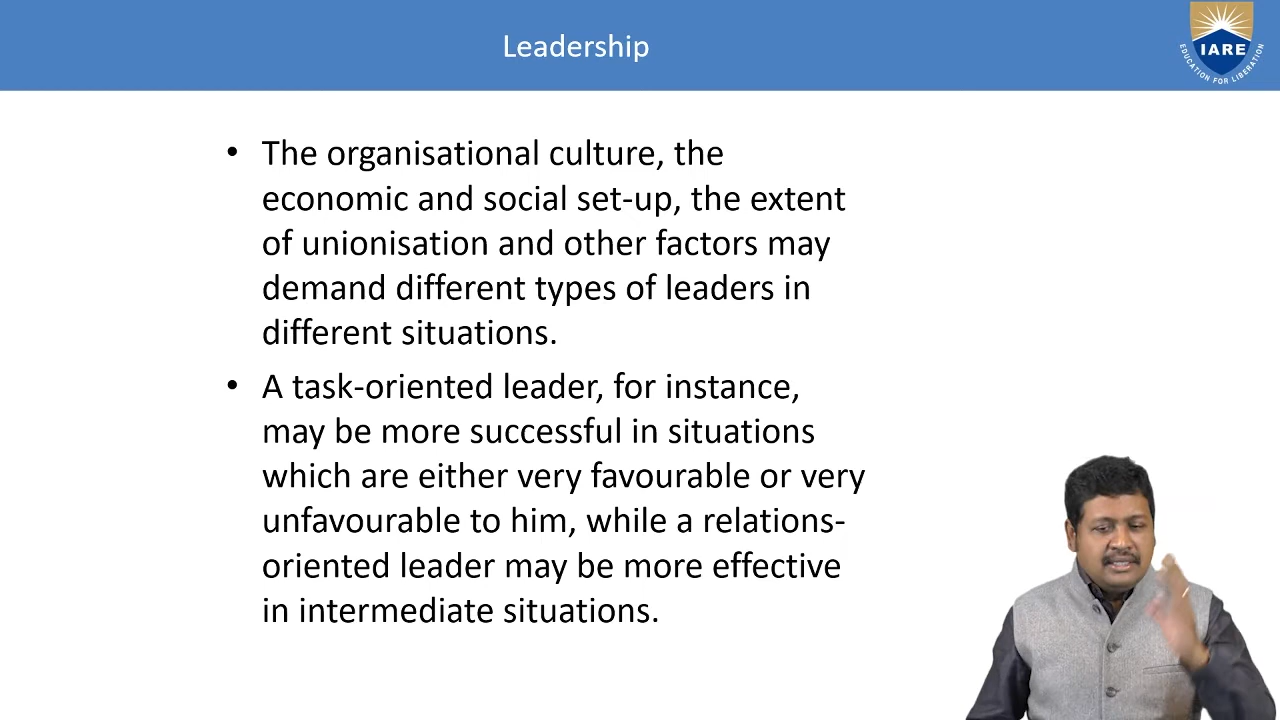 Leadership
IARE
EDUCATION FOR LIBERATION
• The organisational culture, the
economic and social set-up, the extent
of unionisation and other factors may
demand different types of leaders in
different situations.
• A task-oriented leader, for instance,
may be more successful in situations
which are either very favourable or very
unfavourable to him, while a relations-
oriented leader may be more effective
in intermediate situations.